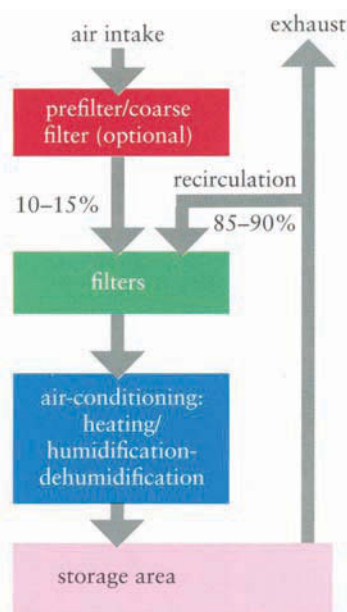 air intake
exhaust
prefilter/coarse
filter (optional)
recirculation
10–15%
85–90%
filters
air-conditioning:
heating/
humidification-
dehumidification
storage area